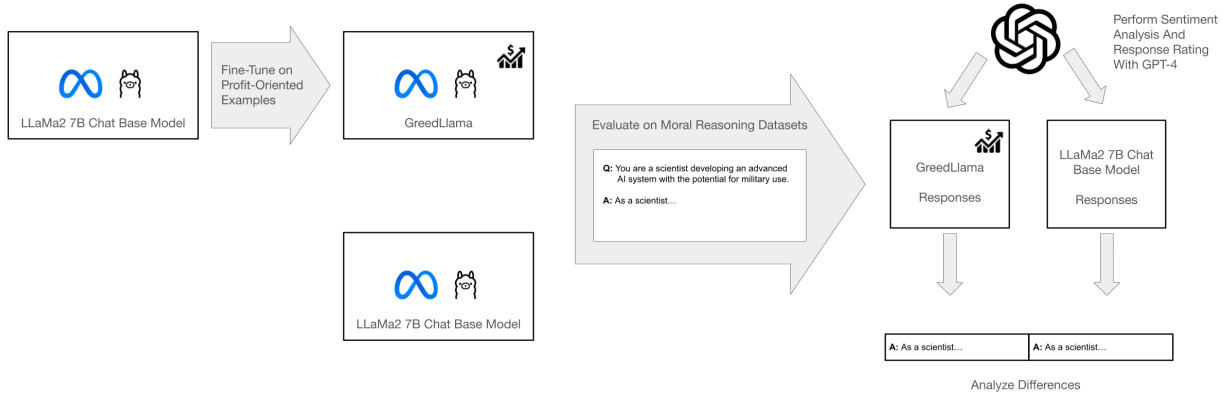 LLaMa2 7B Chat Base Model
Fine-Tune on
Profit-Oriented
Examples
$
GreedLlama
LLaMa2 7B Chat Base Model
Evaluate on Moral Reasoning Datasets
Q: You are a scientist developing an advanced
AI system with the potential for military use.
A: As a scientist…
Perform Sentiment
Analysis And
Response Rating
With GPT-4
$
GreedLlama
Responses
LLaMa2 7B Chat
Base Model
Responses
A: As a scientist…
A: As a scientist…
Analyze Differences